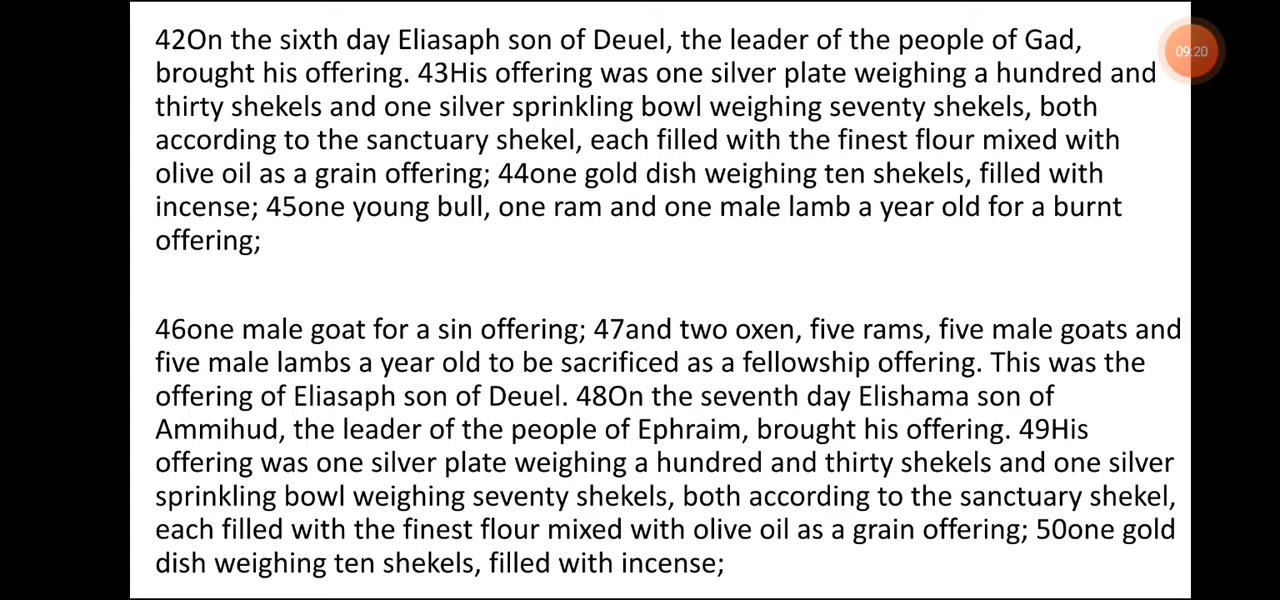 42On the sixth day Eliasaph son of Deuel, the leader of the people of Gad,
brought his offering. 43His offering was one silver plate weighing a hundred and
thirty shekels and one silver sprinkling bowl weighing seventy shekels, both
according to the sanctuary shekel, each filled with the finest flour mixed with
olive oil as a grain offering; 44one gold dish weighing ten shekels, filled with
incense; 45one young bull, one ram and one male lamb a year old for a burnt
offering;
46one male goat for a sin offering; 47and two oxen, five rams, five male goats and
five male lambs a year old to be sacrificed as a fellowship offering. This was the
offering of Eliasaph son of Deuel. 48On the seventh day Elishama son of
Ammihud, the leader of the people of Ephraim, brought his offering. 49His
offering was one silver plate weighing a hundred and thirty shekels and one silver
sprinkling bowl weighing seventy shekels, both according to the sanctuary shekel,
each filled with the finest flour mixed with olive oil as a grain offering; 50one gold
dish weighing ten shekels, filled with incense;
09:20